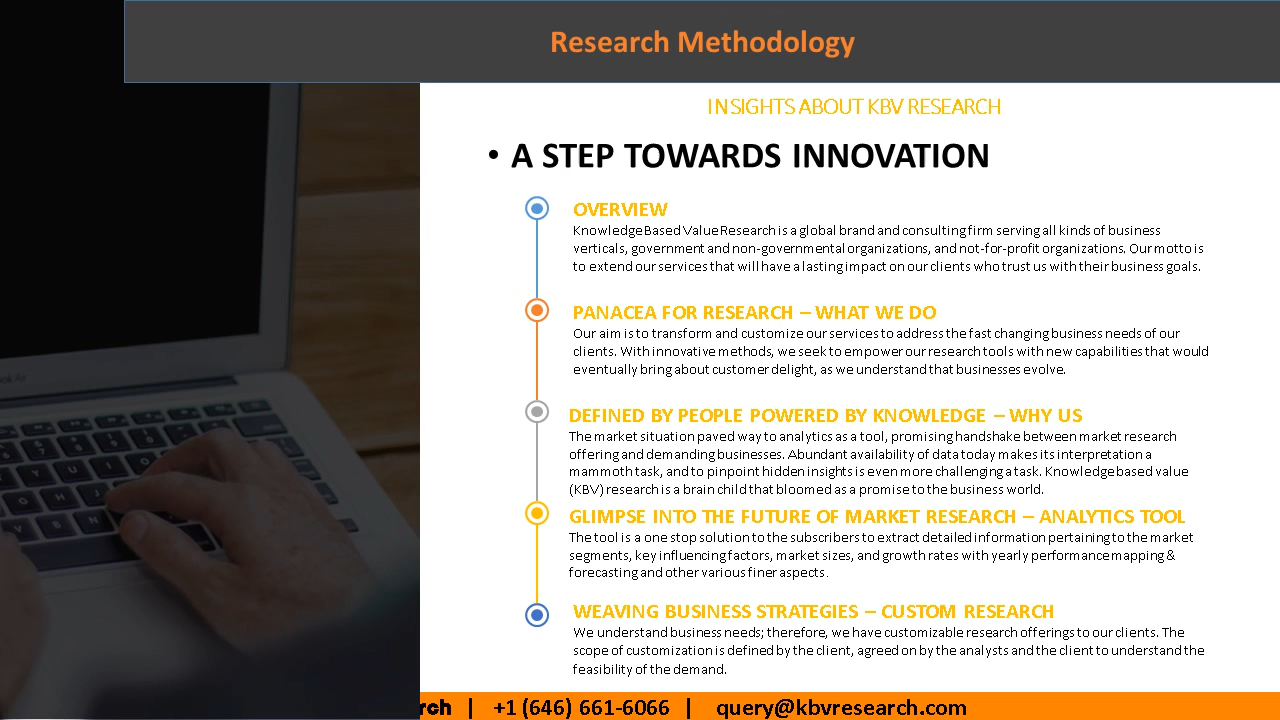 Research Methodology
INSIGHTS ABOUT KBV RESEARCH
• A STEP TOWARDS INNOVATION
OVERVIEW
Knowledge Based Value Research is a global brand and consulting firm serving all kinds of business
verticals, government and non-governmental organizations, and not-for-profit organizations. Our motto is
to extend our services that will have a lasting impact on our clients who trust us with their business goals.
PANACEA FOR RESEARCH – WHAT WE DO
Our aim is to transform and customize our services to address the fast changing business needs of our
clients. With innovative methods, we seek to empower our research tools with new capabilities that would
eventually bring about customer delight, as we understand that businesses evolve.
DEFINED BY PEOPLE POWERED BY KNOWLEDGE – WHY US
The market situation paved way to analytics as a tool, promising handshake between market research
offering and demanding businesses. Abundant availability of data today makes its interpretation a
mammoth task, and to pinpoint hidden insights is even more challenging a task. Knowledge based value
(KBV) research is a brain child that bloomed as a promise to the business world.
GLIMPSE INTO THE FUTURE OF MARKET RESEARCH – ANALYTICS TOOL
The tool is a one stop solution to the subscribers to extract detailed information pertaining to the market
segments, key influencing factors, market sizes, and growth rates with yearly performance mapping &
forecasting and other various finer aspects.
WEAVING BUSINESS STRATEGIES – CUSTOM RESEARCH
We understand business needs; therefore, we have customizable research offerings to our clients. The
scope of customization is defined by the client, agreed on by the analysts and the client to understand the
feasibility of the demand.
rch | +1 (646) 661-6066 | query@kbvresearch.com